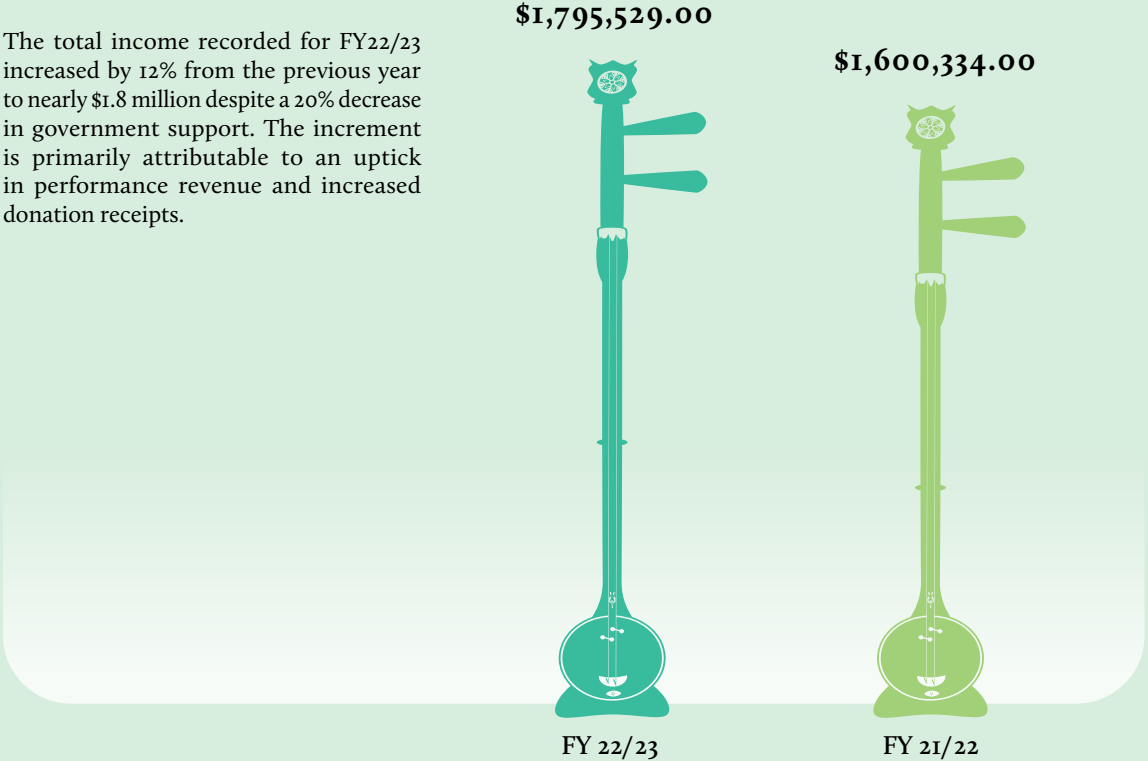 The total income recorded for FY22/23
increased by 12% from the previous year
to nearly $1.8 million despite a 20% decrease
in government support. The increment
is primarily attributable to an uptick
in performance revenue and increased
donation receipts.
$1,795,529.00
$1,600,334.00
FY 22/23
FY 21/22